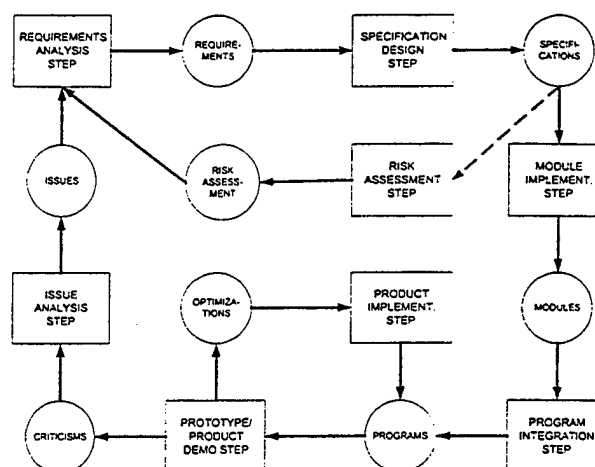 REQUIREMENTS
ANALYSIS
STEP
REQUIRE-
MENTS
SPECIFICATION
DESIGN
STEP
SPECIFI-
CATIONS
ISSUES
RISK
ASSESS-
MENT
RISK
ASSESSMENT
STEP
MODULE
IMPLEMENT.
STEP
ISSUE
ANALYSIS
STEP
OPTIMIZA-
TIONS
PRODUCT
IMPLEMENT.
STEP
MODULES
CRITICISMS
PROTOTYPE/
PRODUCT
DEMO STEP
PROGRAMS
PROGRAM
INTEGRATION
STEP